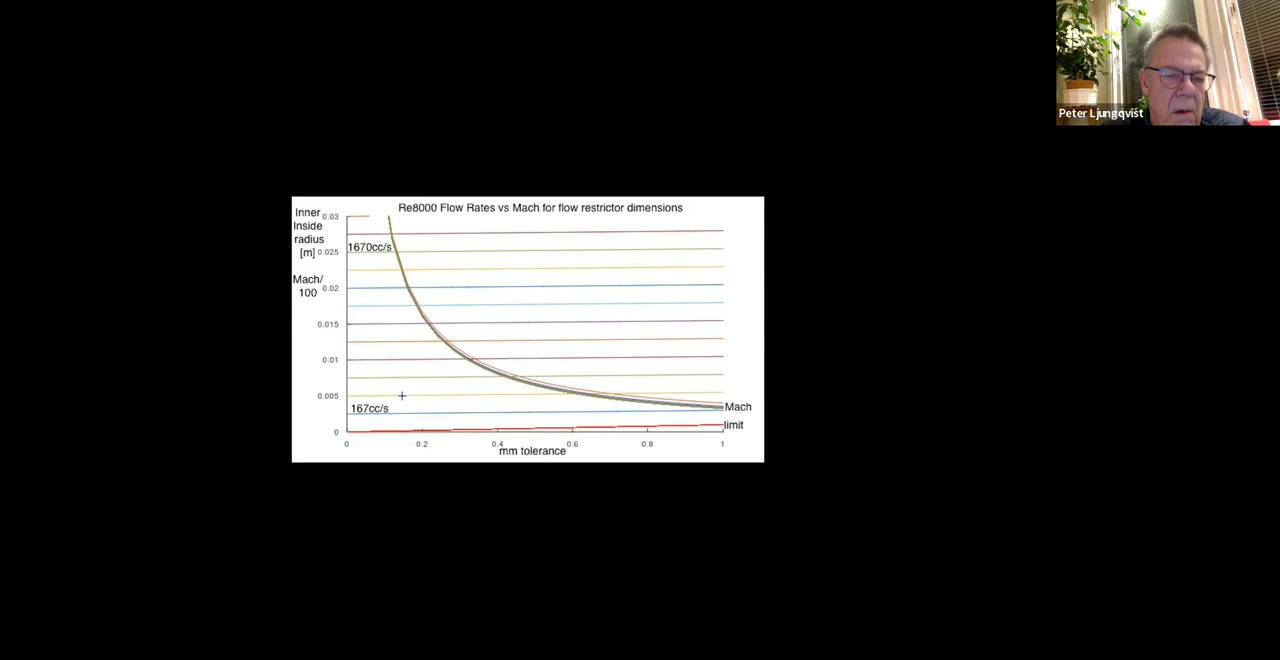 Peter Ljungqvist
Re8000 Flow Rates vs Mach for flow restrictor dimensions
Inner
Inside
radius
[m]
Mach/
100
0.03
0.025
0.02
0.015
0.01
0.005
0
1670cc/s
167cc/s
Mach
limit
0
0.2
0.4
0.6
0.8
1
mm tolerance